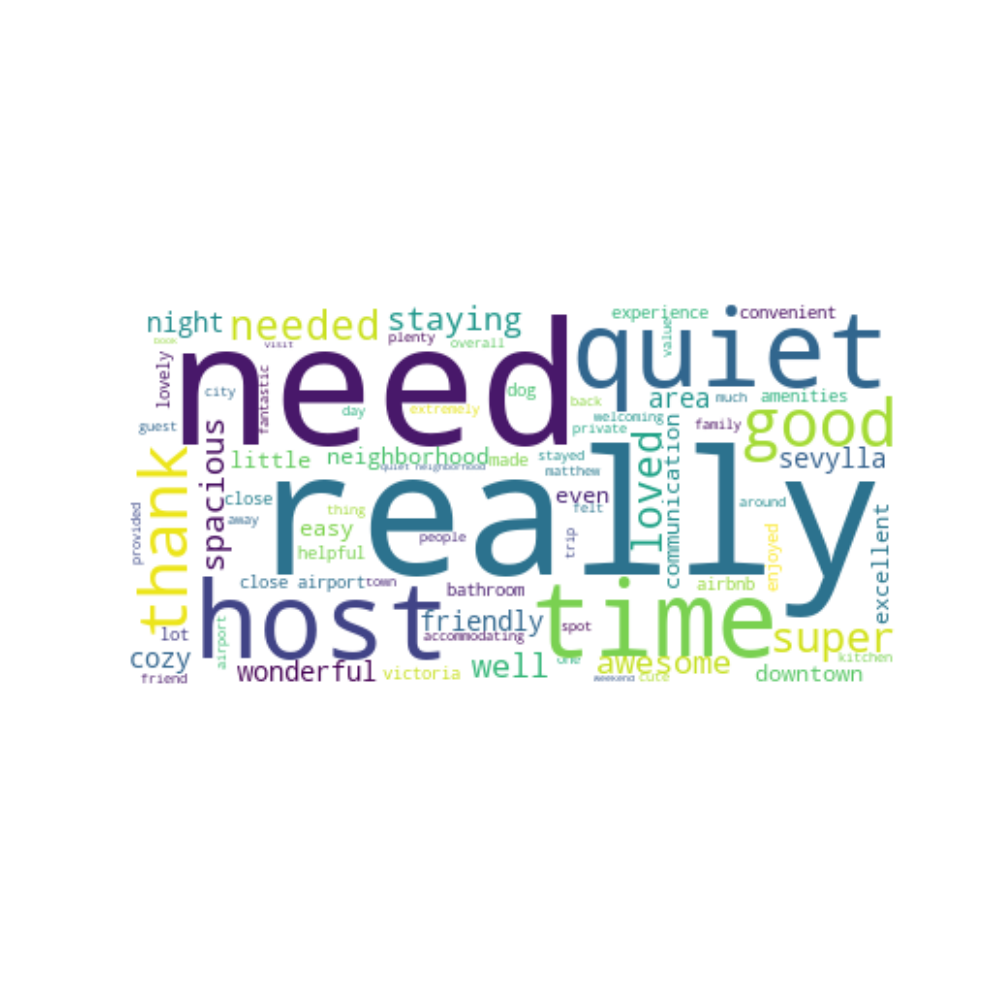 experience
convenient
night
needed
staying
quiet
value
book
visit
plenty
overall
need
lovely
city
fantastic
dog
back
area
much
amenities
day
extremely
welcoming
guest
private
family
good
thank
spacious
little
neighborhood
made
stayed
loved
communication
sevylla
quiet neighborhood
matthew
really
close
even
around
provided
away
thing
felt
easy
people
trip
enjoyed
excellent
helpful
close airport
town
bathroom
airbnb
host
time
friendly
spot
super
lot
airport
accommodating
cozy
wonderful
victoria
well
one
awesome
kitchen
friend
weekend
cute
downtown